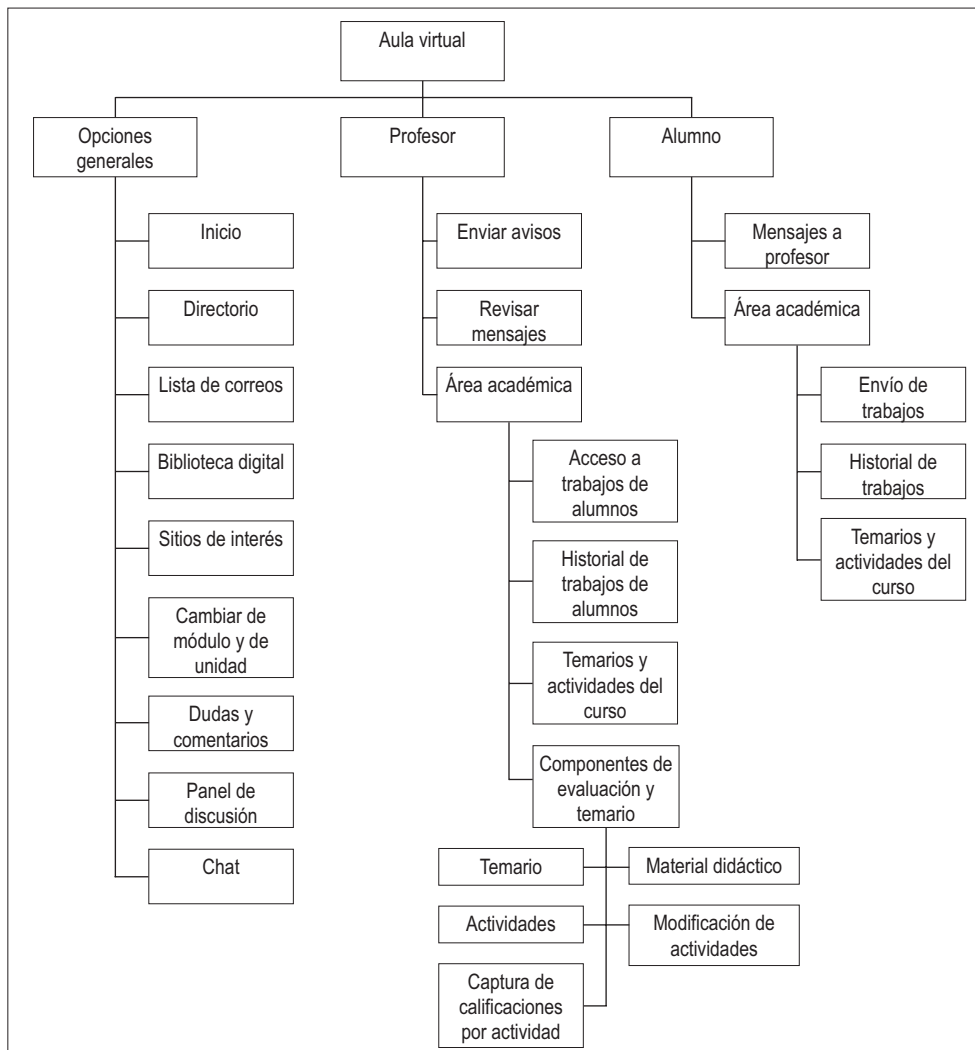 Aula virtual
Opciones
generales
Inicio
Directorio
Lista de correos
Biblioteca digital
Sitios de interés
Cambiar de
módulo y de
unidad
Dudas y
comentarios
Panel de
discusión
Chat
Profesor
Enviar avisos
Revisar
mensajes
Área académica
Acceso a
trabajos de
alumnos
Historial de
trabajos de
alumnos
Temarios y
actividades del
curso
Componentes de
evaluación y
temario
Temario
Material didáctico
Actividades
Modificación de
actividades
Captura de
calificaciones
por actividad
Alumno
Mensajes a
profesor
Área académica
Envío de
trabajos
Historial de
trabajos
Temarios y
actividades del
curso